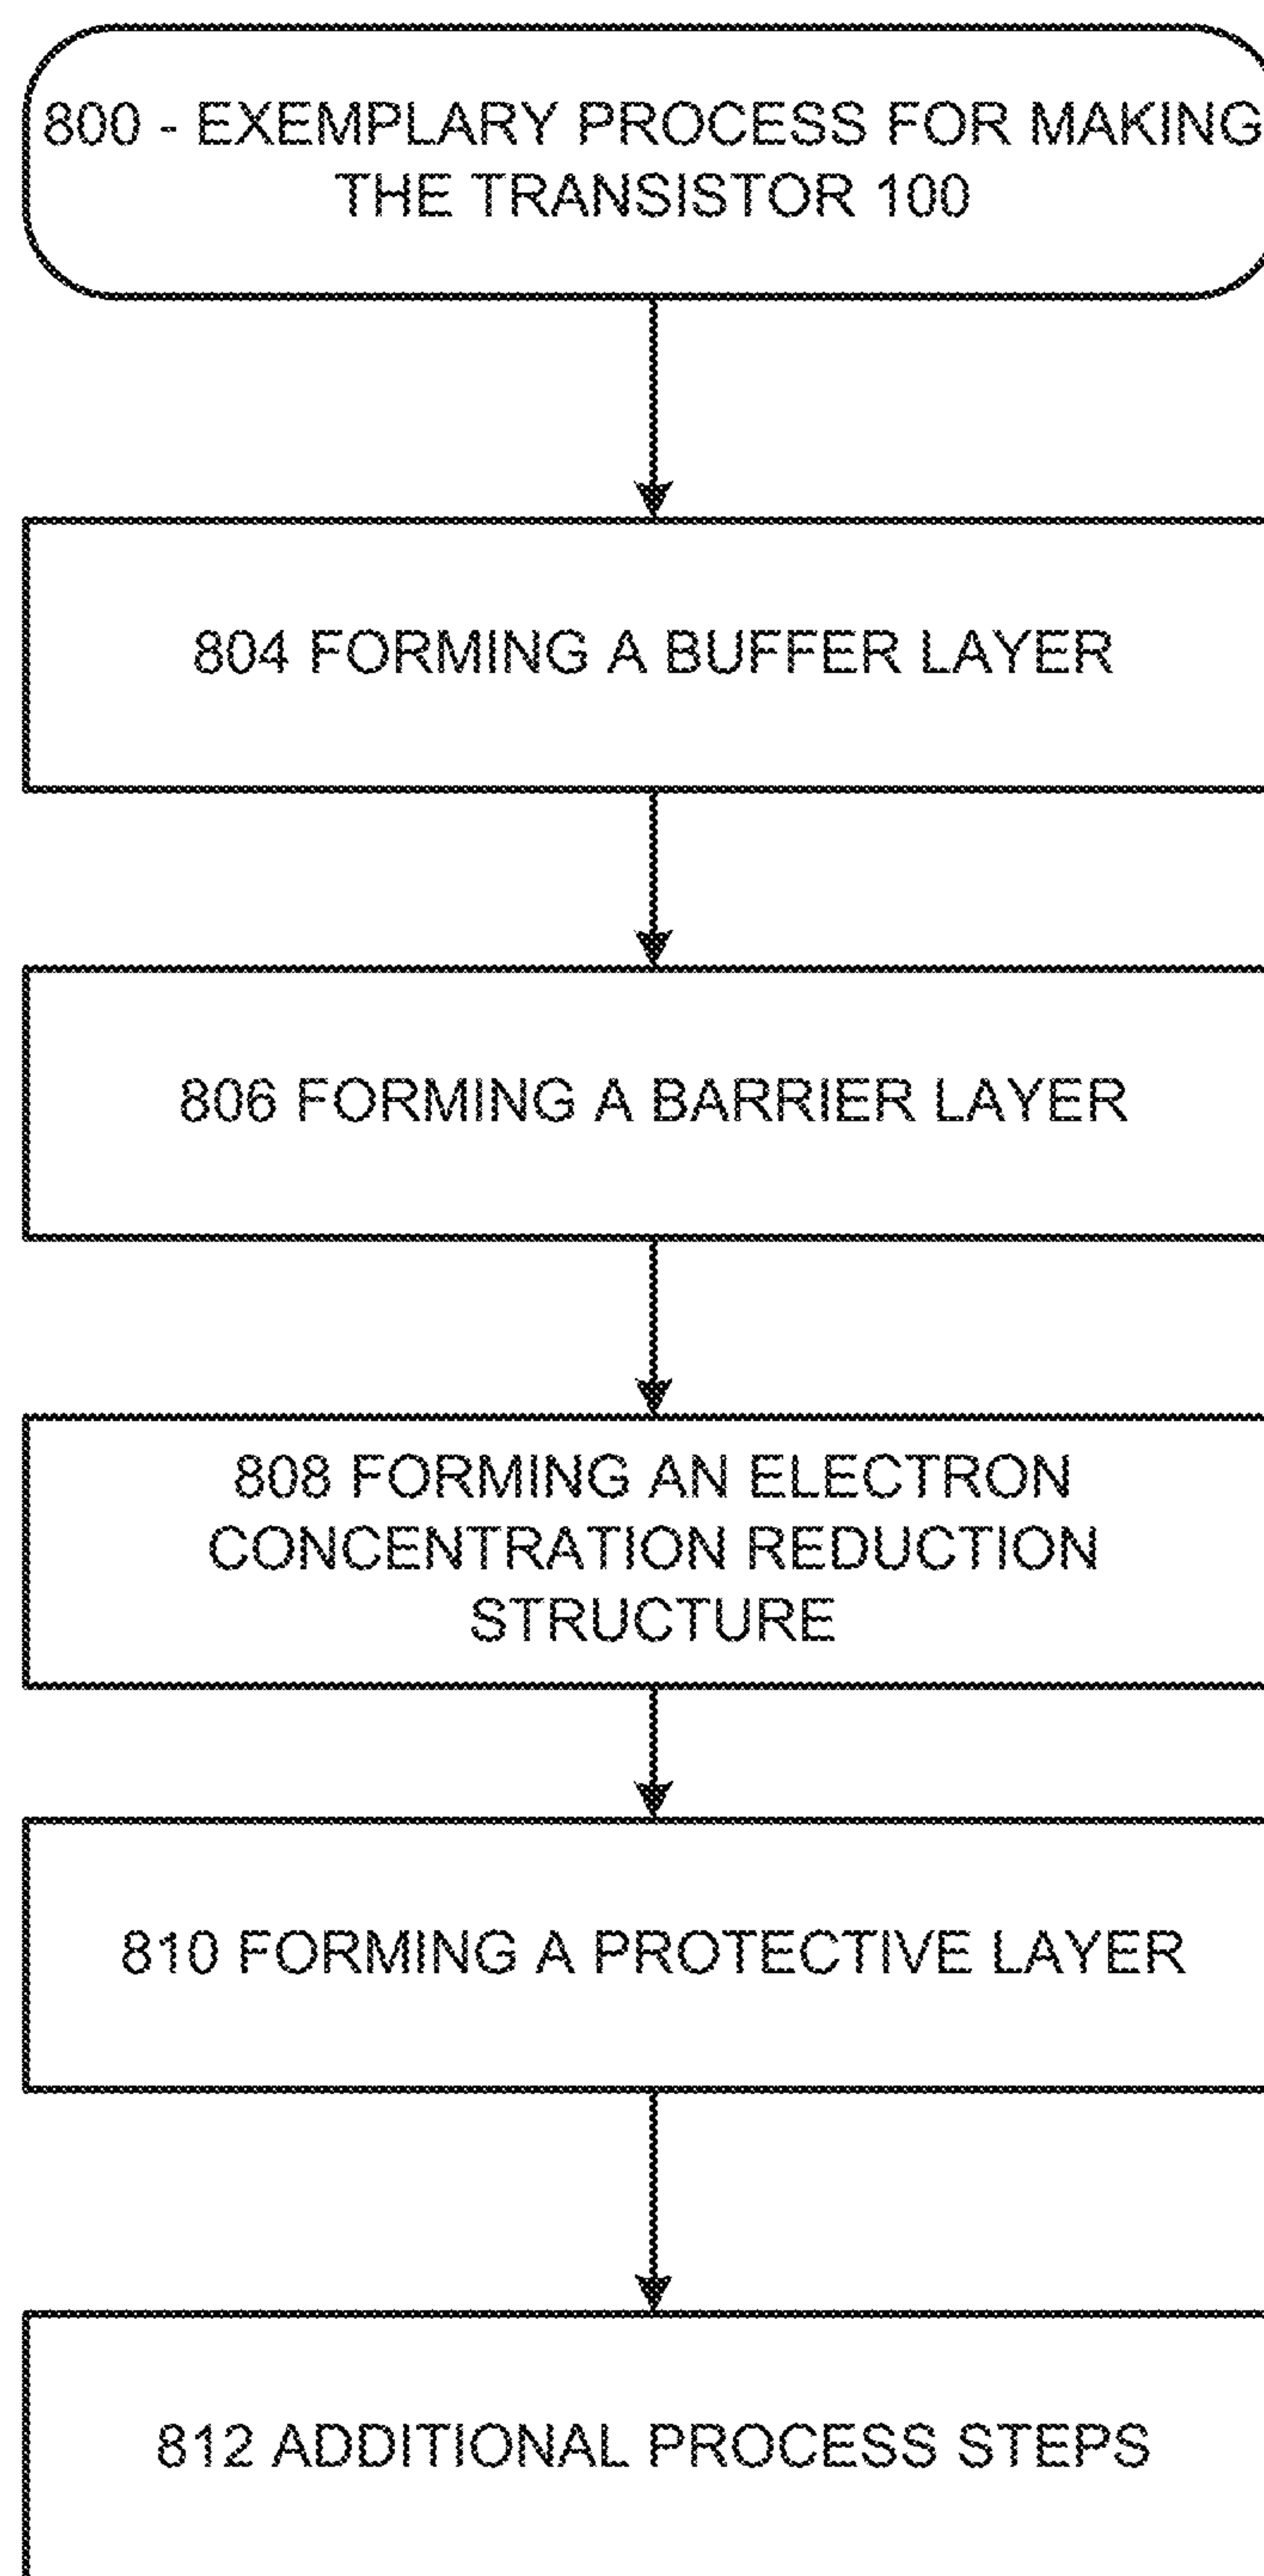 800 - EXEMPLARY PROCESS FOR MAKING
THE TRANSISTOR 100
804 FORMING A BUFFER LAYER
806 FORMING A BARRIER LAYER
808 FORMING AN ELECTRON
CONCENTRATION REDUCTION
STRUCTURE
810 FORMING A PROTECTIVE LAYER
812 ADDITIONAL PROCESS STEPS